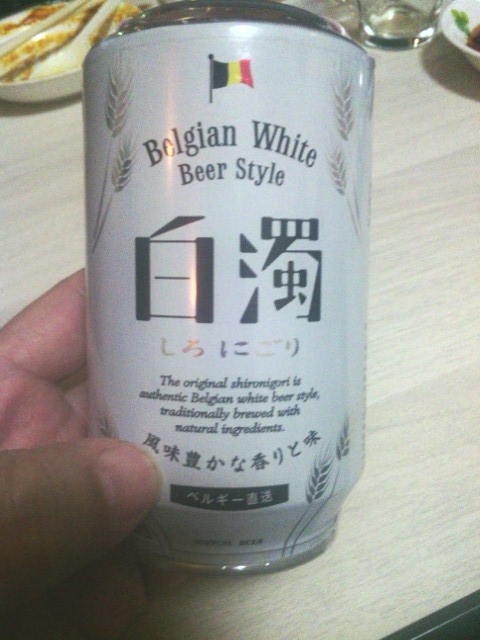 Belgian White
Beer Style
白濁
しろにごり
The original shironigori is
authentic Belgian white beer style,
traditionally brewed with
natural ingredients.
風味豊かな香りと味
ベルギー直送
NIPPON BEER